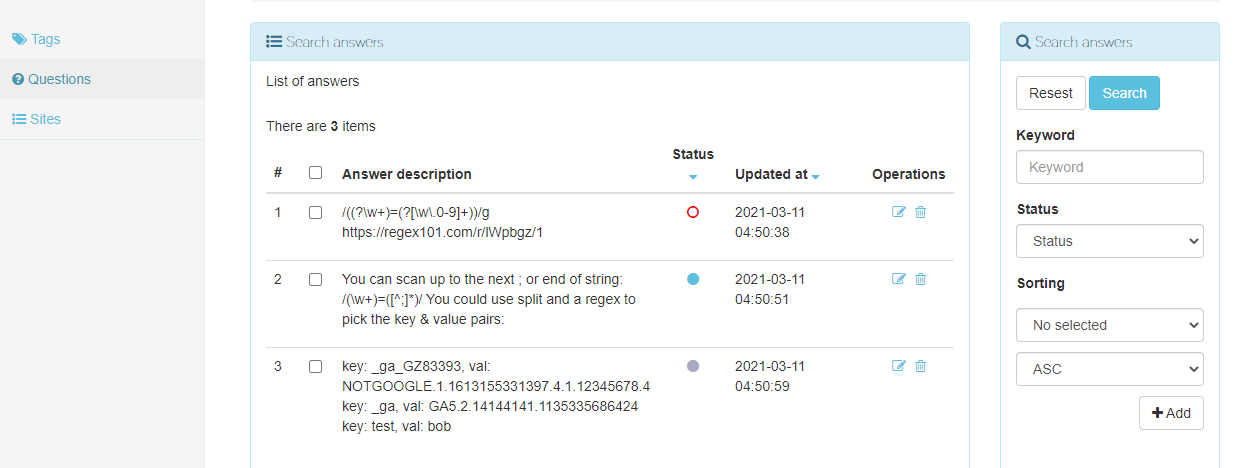 Tags
Questions
Sites
Search answers
List of answers
There are 3 items
# Answer description Status Updated at Operations
1 /((?\w+)=(?[\w\.0-9]+))/g 2021-03-11
https://regex101.com/r/IWpbgz/1 04:50:38
2 You can scan up to the next ; or end of string: 2021-03-11
/(\w+)=([^;]*)/ You could use split and a regex to 04:50:51
pick the key & value pairs:
3 key: _ga_GZ83393, val: 2021-03-11
NOTGOOGLE.1.1613155331397.4.1.12345678.4 04:50:59
key: _ga, val: GA5.2.14144141.1135335686424
key: test, val: bob
Search answers
Resest Search
Keyword
Keyword
Status
Status
Sorting
No selected
ASC
Add